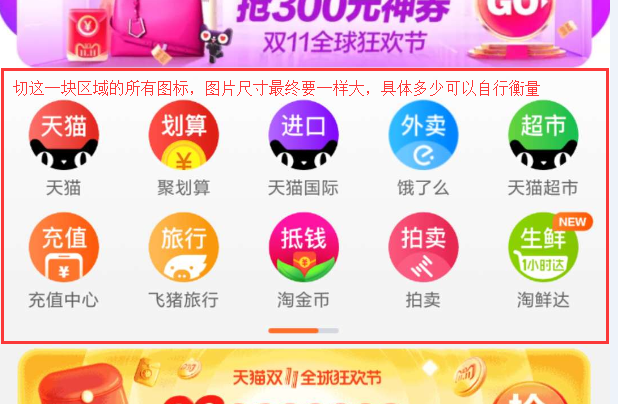 抢300元神券
GO!
双11全球狂欢节
切这一块区域的所有图标，图片尺寸最终要一样大，具体多少可以自行衡量
天猫 划算 进口 外卖 超市
天猫 聚划算 天猫国际 饿了么 天猫超市
充值 旅行 抵钱 拍卖 生鲜 NEW
1小时达
充值中心 飞猪旅行 淘金币 拍卖 淘鲜达
天猫双11全球狂欢节